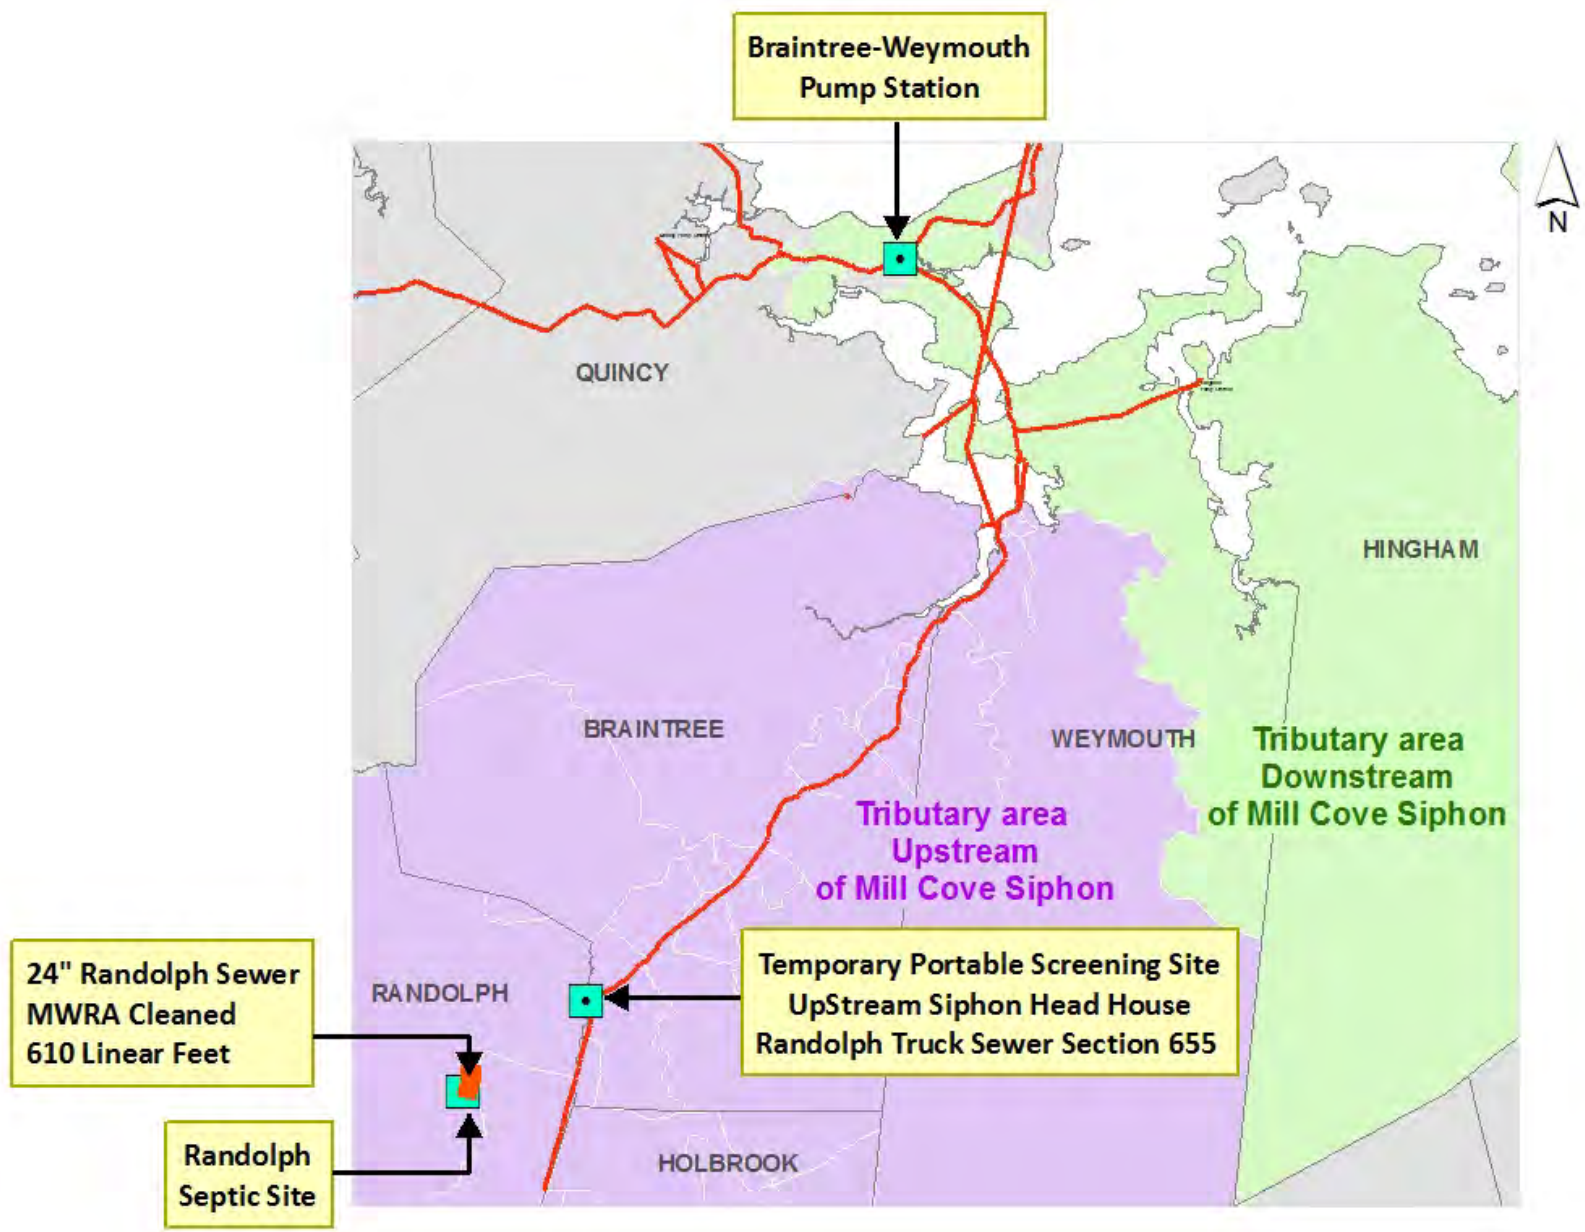 Braintree-Weymouth
Pump Station
N
QUINCY
HINGHAM
BRAINTREE
WEYMOUTH
Tributary area
Downstream
of Mill Cove Siphon
Tributary area
Upstream
of Mill Cove Siphon
24" Randolph Sewer
MWRA Cleaned
610 Linear Feet
RANDOLPH
Temporary Portable Screening Site
UpStream Siphon Head House
Randolph Truck Sewer Section 655
Randolph
Septic Site
HOLBROOK